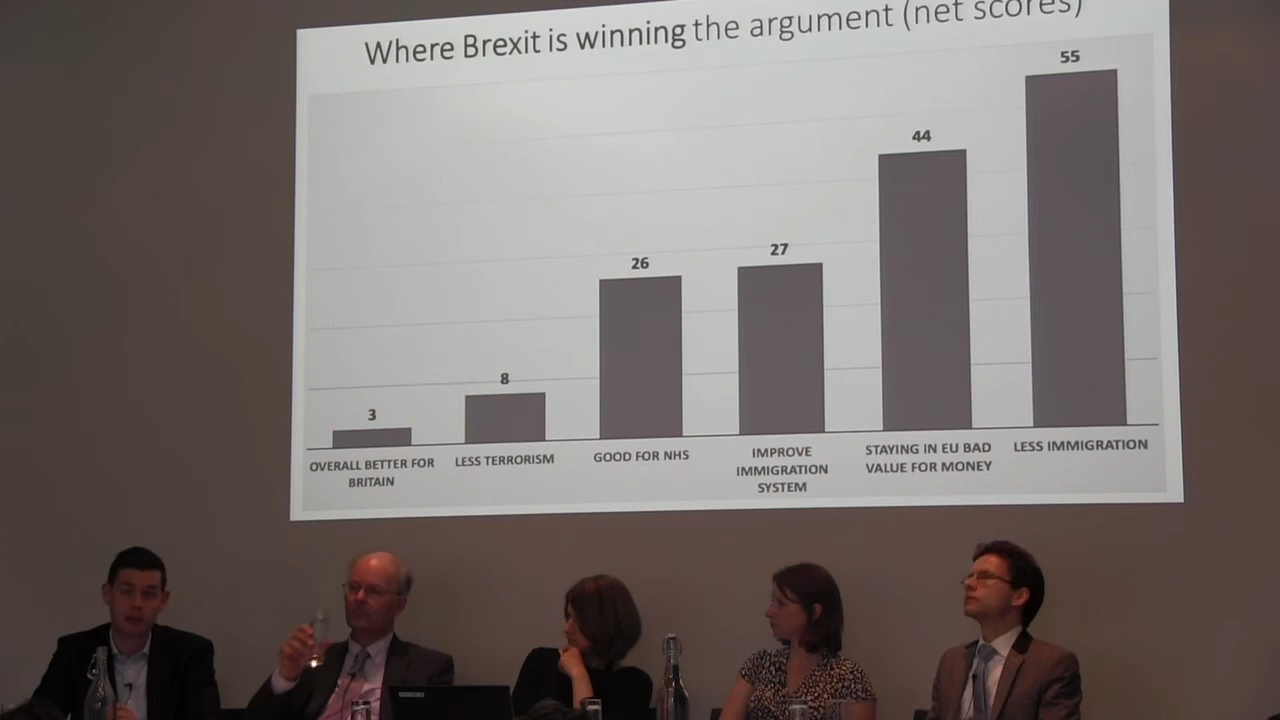 Where Brexit is winning the argument (net scores)
55
44
27
26
8
3
OVERALL BETTER FOR
BRITAIN
LESS TERRORISM
GOOD FOR NHS
IMPROVE
IMMIGRATION
SYSTEM
STAYING IN EU BAD
VALUE FOR MONEY
LESS IMMIGRATION